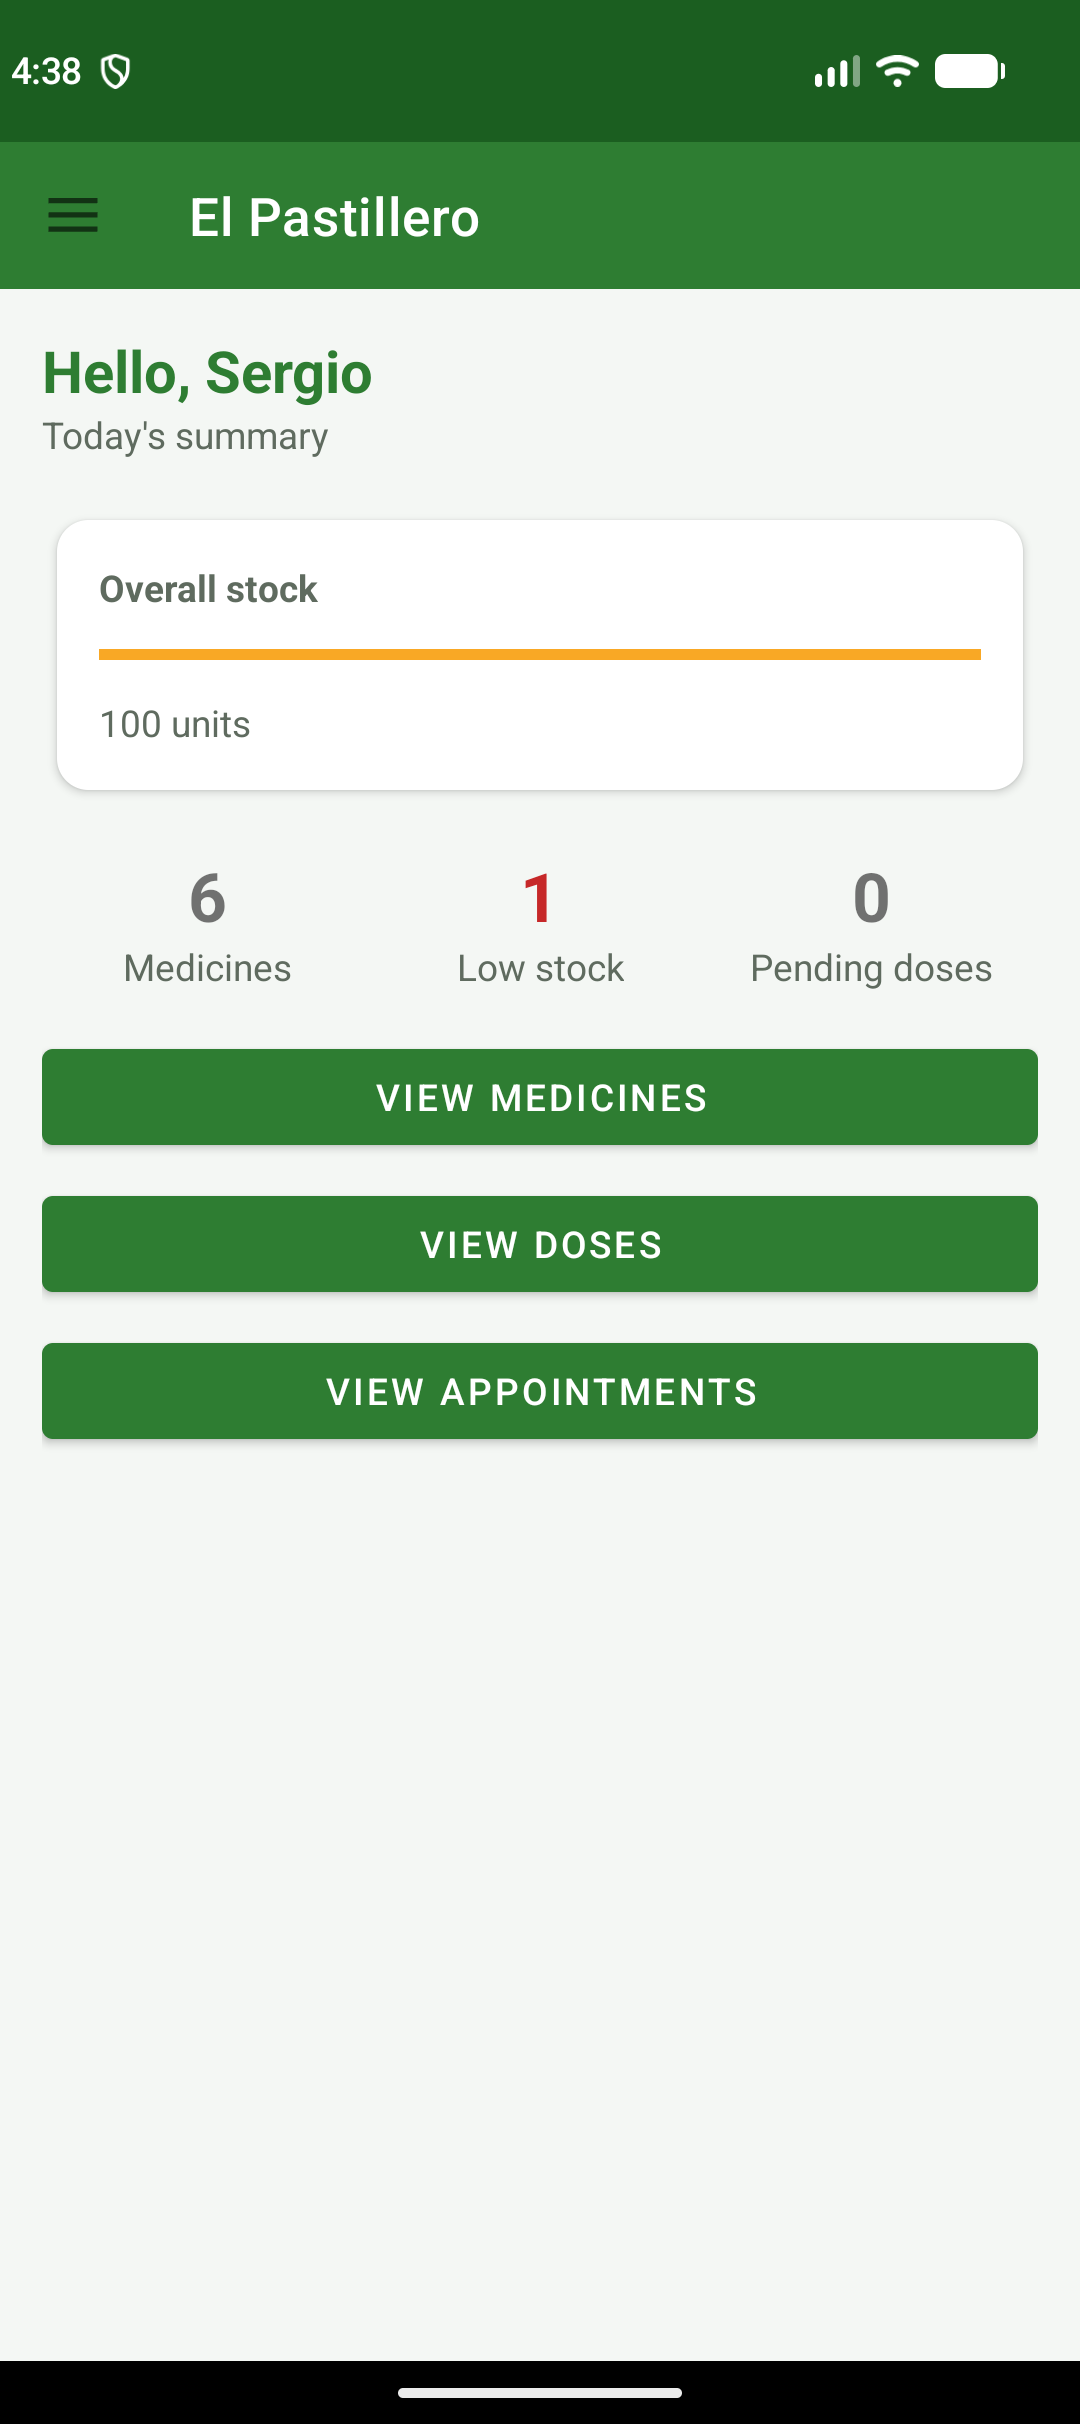 4:38
El Pastillero
Hello, Sergio
Today's summary
Overall stock
100 units
6 1 0
Medicines Low stock Pending doses
VIEW MEDICINES
VIEW DOSES
VIEW APPOINTMENTS